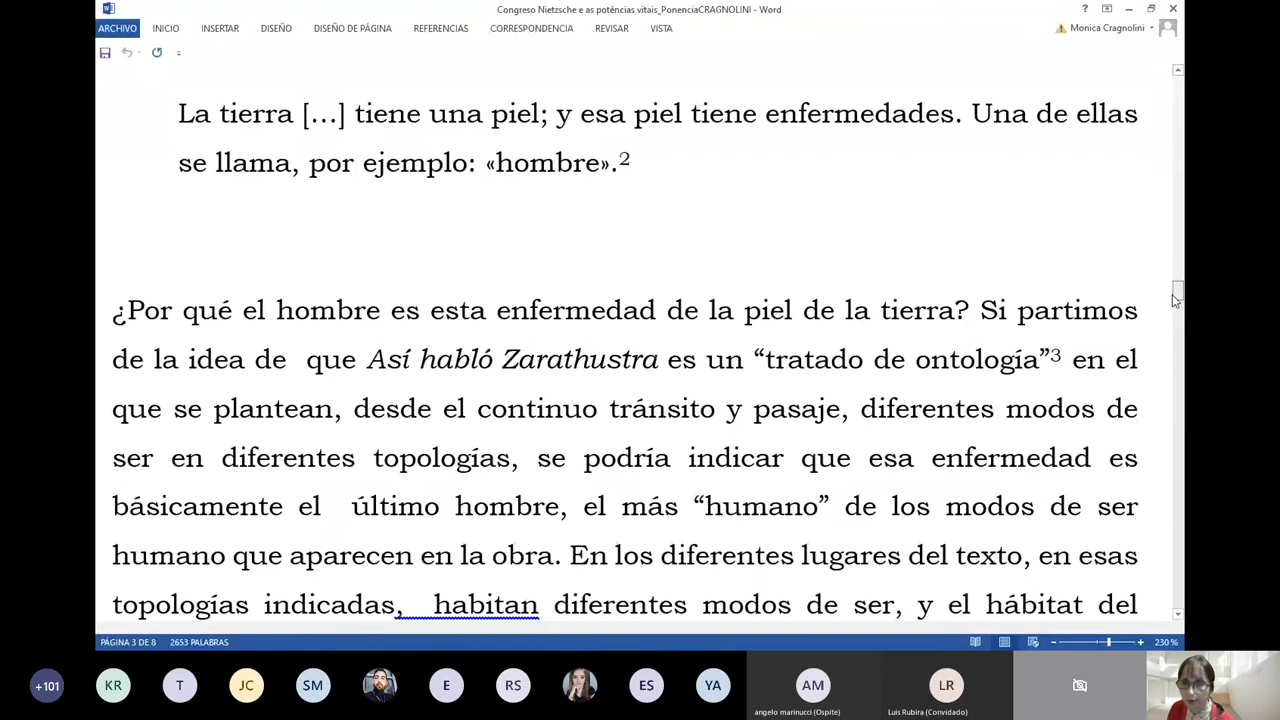 Congreso Nietzsche e as potências vitais_PonenciaCRAGNOLINI - Word
ARCHIVO INICIO INSERTAR DISEÑO DISEÑO DE PÁGINA REFERENCIAS CORRESPONDENCIA REVISAR VISTA Monica Cragnolini
La tierra […] tiene una piel; y esa piel tiene enfermedades. Una de ellas
se llama, por ejemplo: «hombre».2
¿Por qué el hombre es esta enfermedad de la piel de la tierra? Si partimos
de la idea de que Así habló Zarathustra es un “tratado de ontología”3 en el
que se plantean, desde el continuo tránsito y pasaje, diferentes modos de
ser en diferentes topologías, se podría indicar que esa enfermedad es
básicamente el último hombre, el más “humano” de los modos de ser
humano que aparecen en la obra. En los diferentes lugares del texto, en esas
topologías indicadas, habitan diferentes modos de ser, y el hábitat del
PÁGINA 3 DE 8 2653 PALABRAS 230 %
+101 KR T JC SM E RS ES YA AM LR
angelo marinucci (Ospite) Luis Rubira (Convidado)